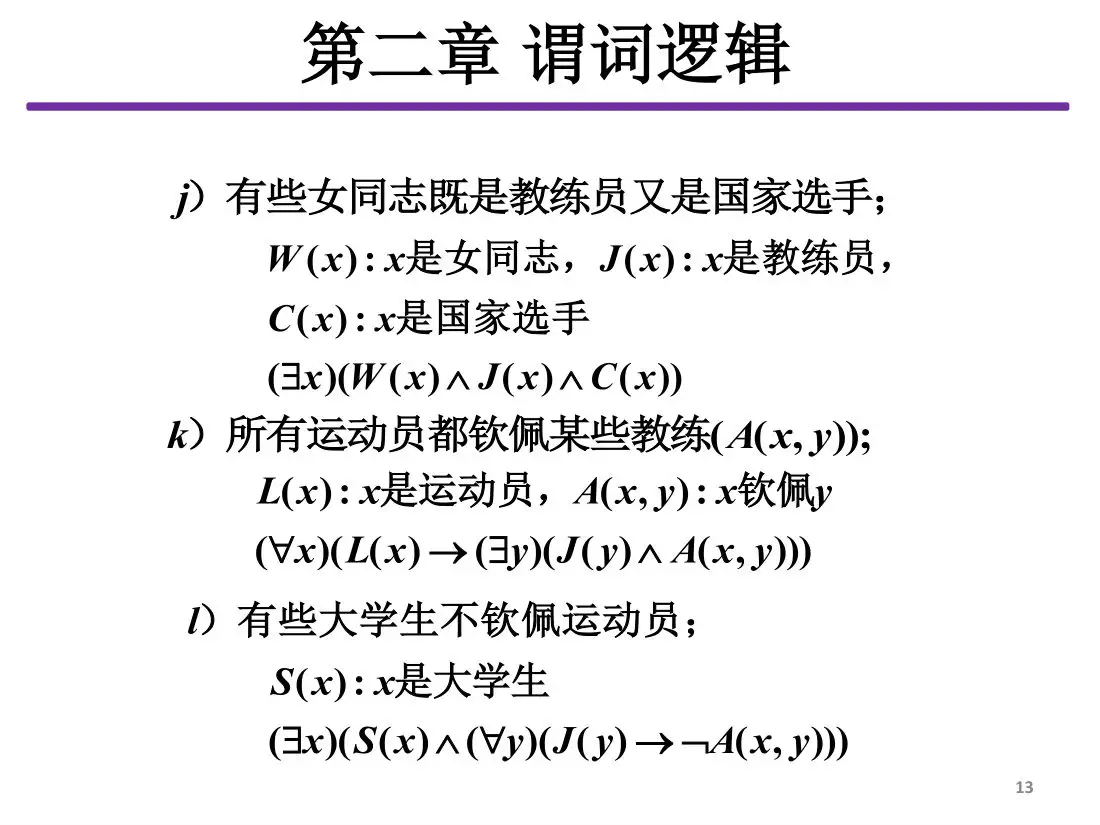 第二章 谓词逻辑
j）有些女同志既是教练员又是国家选手；
W(x) : x是女同志，J(x) : x是教练员，
C(x) : x是国家选手
(∃x)(W(x)∧J(x)∧C(x))
k）所有运动员都钦佩某些教练(A(x, y));
L(x) : x是运动员，A(x, y) : x钦佩y
(∀x)(L(x)→(∃y)(J(y)∧A(x, y)))
l）有些大学生不钦佩运动员；
S(x) : x是大学生
(∃x)(S(x)∧(∀y)(J(y)→¬A(x, y)))
13